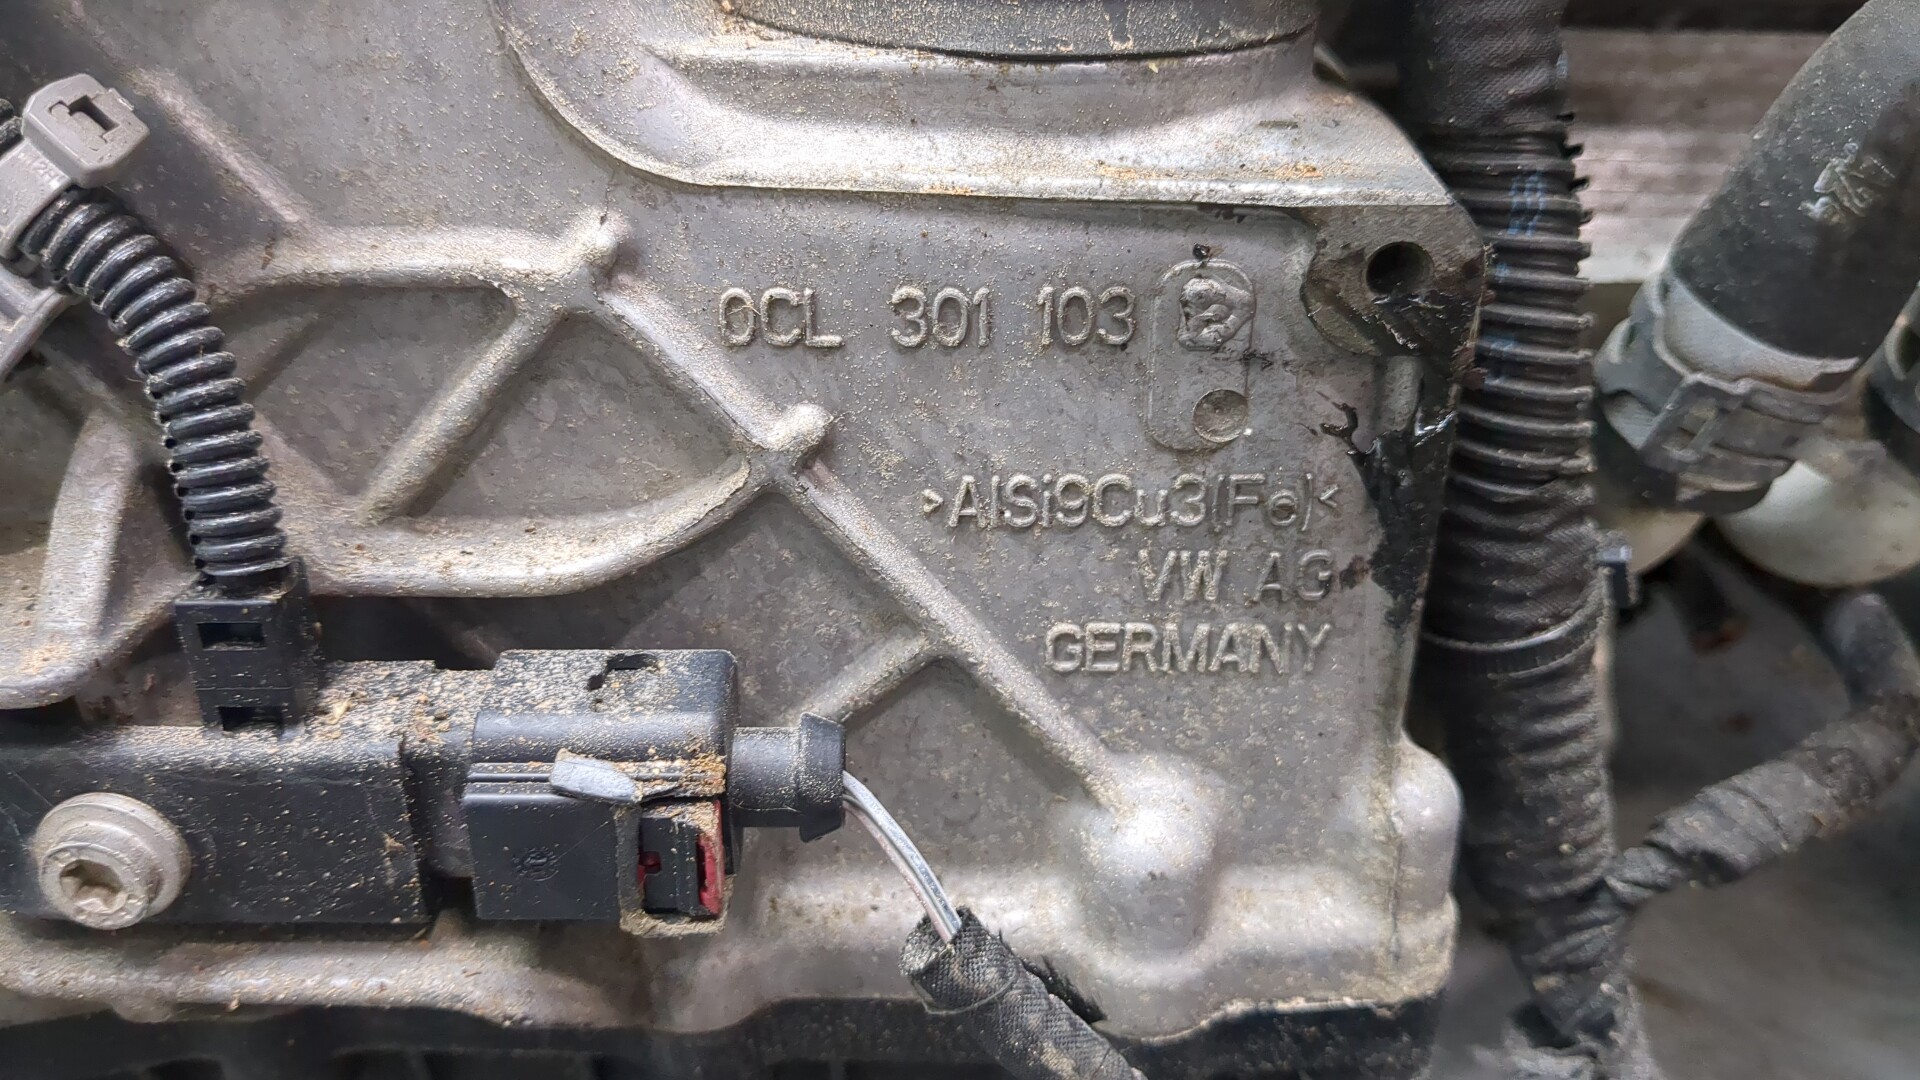 0CL 301 103 B
>AlSi9Cu3(Fe)<
VW AG
GERMANY